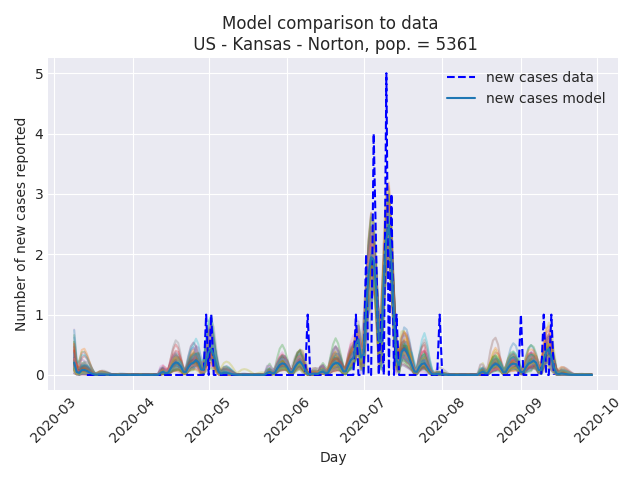 Model comparison to data
US - Kansas - Norton, pop. = 5361
new cases data
new cases model
Number of new cases reported
5
4
3
2
1
0
2020-03
2020-04
2020-05
2020-06
2020-07
2020-08
2020-09
2020-10
Day